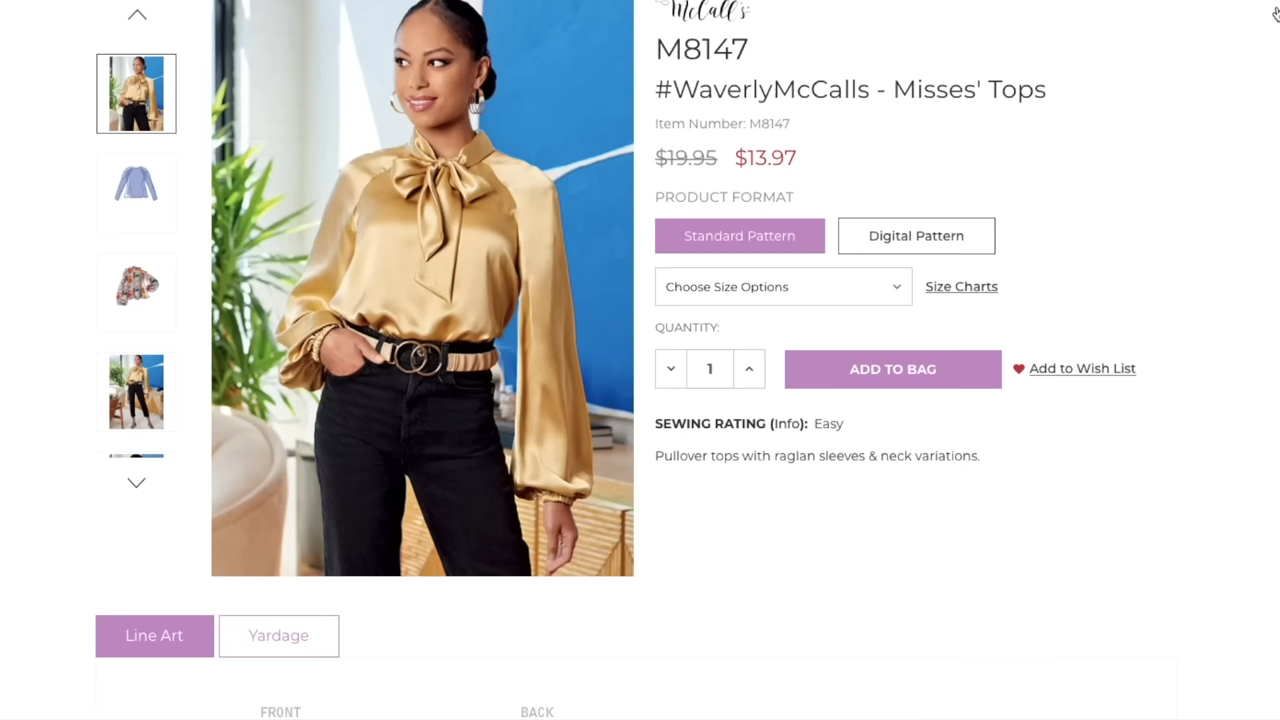 McCall's
M8147
#WaverlyMcCalls - Misses' Tops
Item Number: M8147
$19.95 $13.97
PRODUCT FORMAT
Standard Pattern Digital Pattern
Choose Size Options Size Charts
QUANTITY:
1 ADD TO BAG Add to Wish List
SEWING RATING (Info): Easy
Pullover tops with raglan sleeves & neck variations.
Line Art Yardage
FRONT BACK